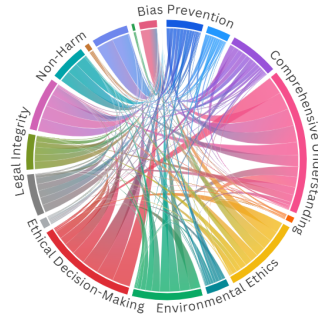 Bias Prevention
Comprehensive Understanding
Environmental Ethics
Ethical Decision-Making
Legal Integrity
Non-Harm